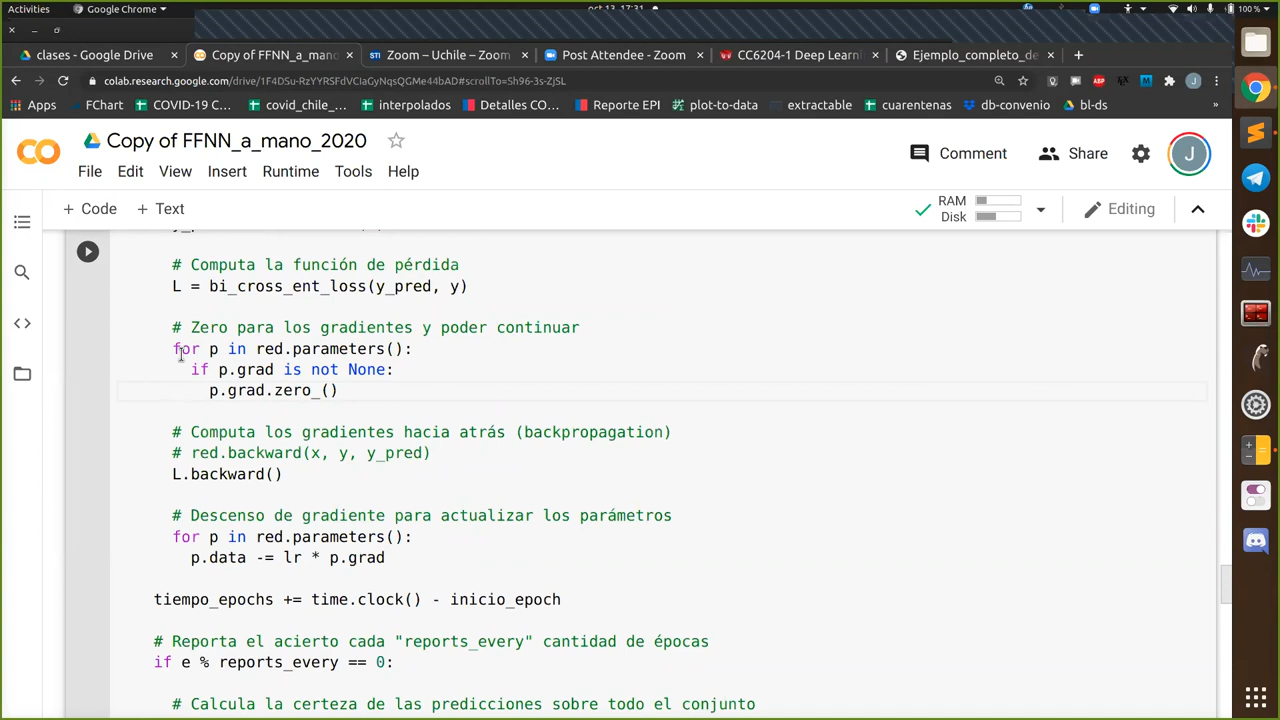 Activities
Google Chrome
oct 13, 17:31
100 %
clases - Google Drive
Copy of FFNN_a_mano_
Zoom – Uchile – Zoom
Post Attendee - Zoom
CC6204-1 Deep Learni
Ejemplo_completo_de
colab.research.google.com/drive/1F4DSu-RzYYRSFdVCIaGyNqsQGMe44bAD#scrollTo=Sh96-3s-ZjSL
Apps
FChart
COVID-19 C...
covid_chile_...
interpolados
Detalles CO...
Reporte EPI
plot-to-data
extractable
cuarentenas
db-convenio
bl-ds
»
Copy of FFNN_a_mano_2020
Comment
Share
J
File Edit View Insert Runtime Tools Help
+ Code + Text
RAM
Disk
Editing
# Computa la función de pérdida
L = bi_cross_ent_loss(y_pred, y)
# Zero para los gradientes y poder continuar
for p in red.parameters():
if p.grad is not None:
p.grad.zero_()
# Computa los gradientes hacia atrás (backpropagation)
# red.backward(x, y, y_pred)
L.backward()
# Descenso de gradiente para actualizar los parámetros
for p in red.parameters():
p.data -= lr * p.grad
tiempo_epochs += time.clock() - inicio_epoch
# Reporta el acierto cada "reports_every" cantidad de épocas
if e % reports_every == 0:
# Calcula la certeza de las predicciones sobre todo el conjunto